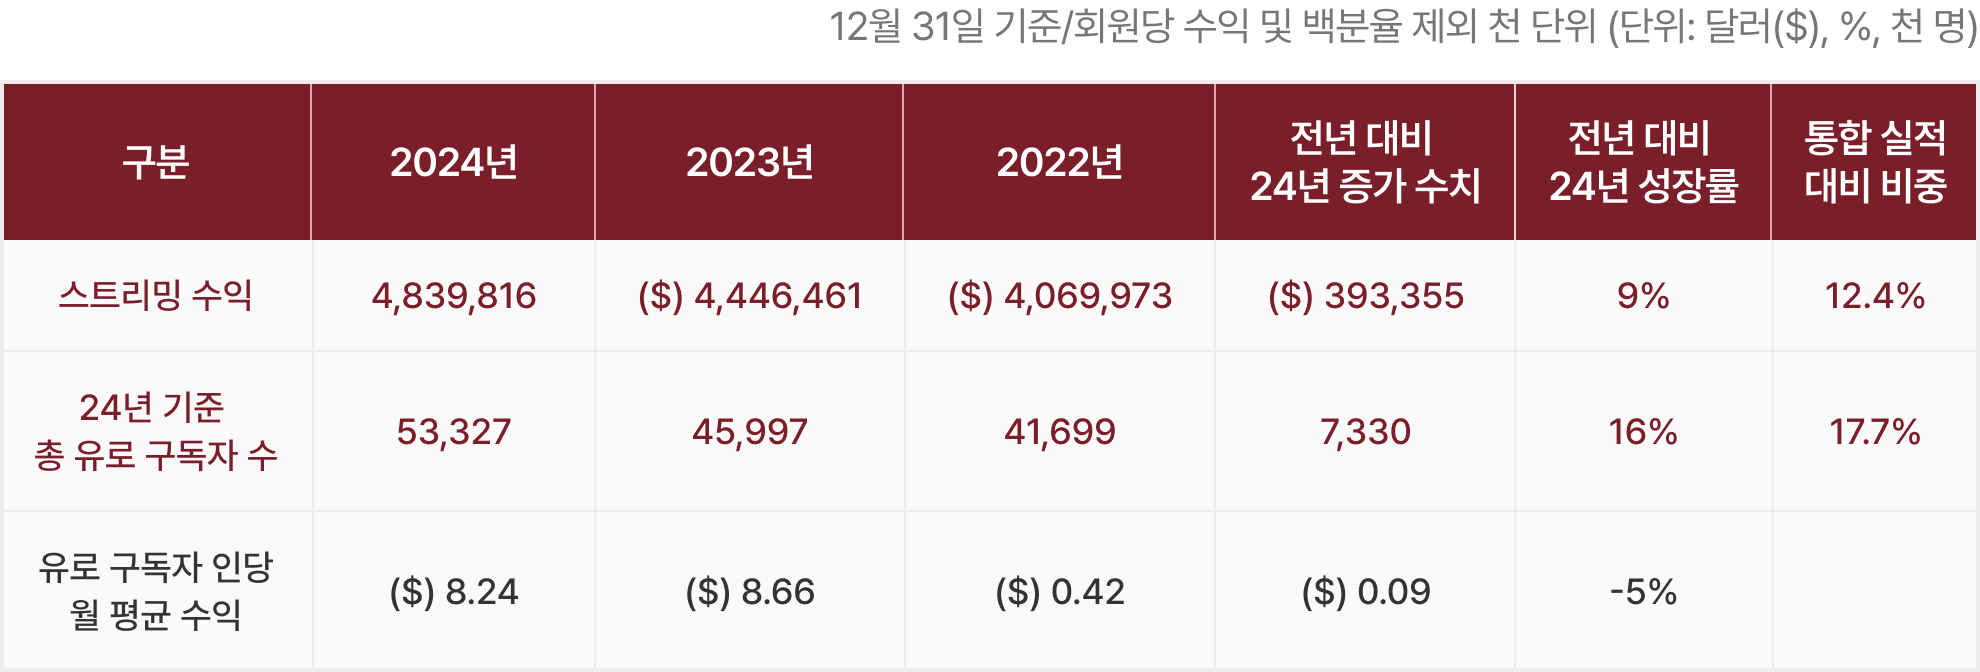 12월 31일 기준/회원당 수익 및 백분율 제외 천 단위 (단위: 달러($), %, 천 명)
구분 2024년 2023년 2022년 전년 대비 24년 증가 수치 전년 대비 24년 성장률 통합 실적 대비 비중
스트리밍 수익 4,839,816 ($) 4,446,461 ($) 4,069,973 ($) 393,355 9% 12.4%
24년 기준 총 유로 구독자 수 53,327 45,997 41,699 7,330 16% 17.7%
유로 구독자 인당 월 평균 수익 ($) 8.24 ($) 8.66 ($) 0.42 ($) 0.09 -5%